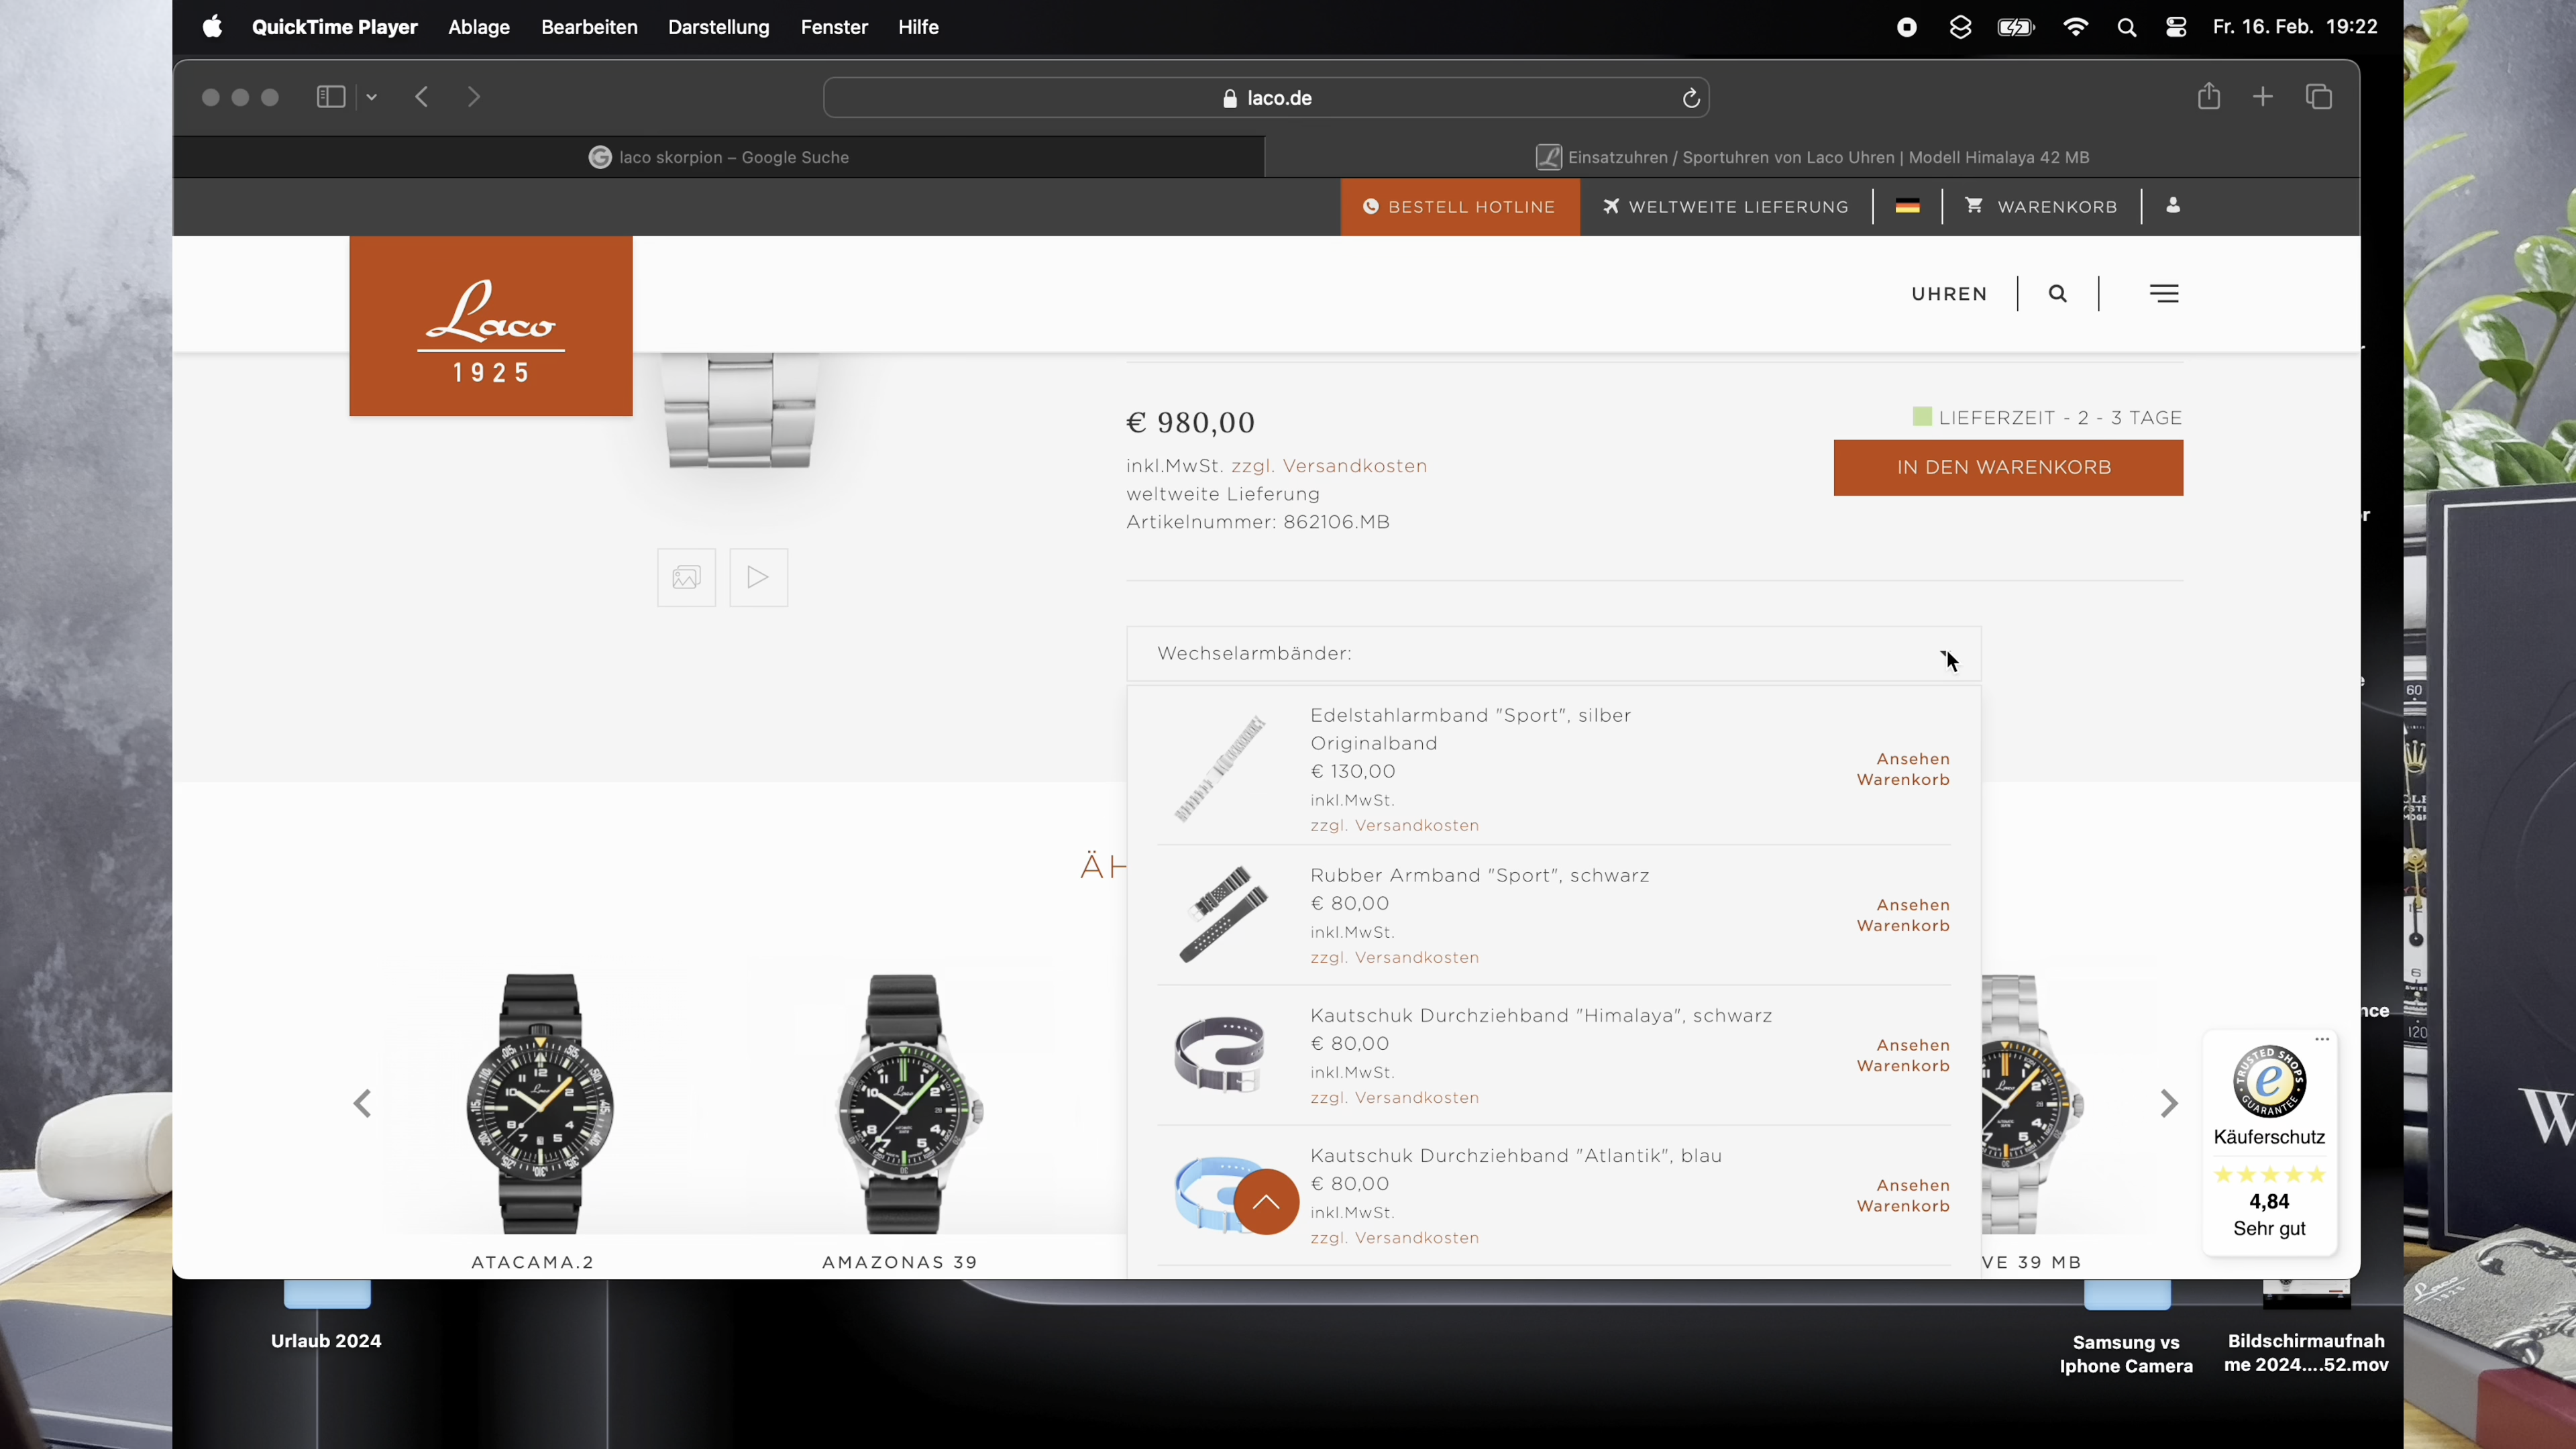 QuickTime Player Ablage Bearbeiten Darstellung Fenster Hilfe
Fr. 16. Feb. 19:22
laco.de
laco skorpion – Google Suche
Einsatzuhren / Sportuhren von Laco Uhren | Modell Himalaya 42 MB
BESTELL HOTLINE
WELTWEITE LIEFERUNG
WARENKORB
Laco
1925
UHREN
€ 980,00
LIEFERZEIT - 2 - 3 TAGE
inkl.MwSt. zzgl. Versandkosten
IN DEN WARENKORB
weltweite Lieferung
Artikelnummer: 862106.MB
Wechselarmbänder:
Edelstahlarmband "Sport", silber
Originalband
€ 130,00
inkl.MwSt.
zzgl. Versandkosten
Ansehen
Warenkorb
Rubber Armband "Sport", schwarz
€ 80,00
inkl.MwSt.
zzgl. Versandkosten
Ansehen
Warenkorb
Kautschuk Durchziehband "Himalaya", schwarz
€ 80,00
inkl.MwSt.
zzgl. Versandkosten
Ansehen
Warenkorb
Kautschuk Durchziehband "Atlantik", blau
€ 80,00
inkl.MwSt.
zzgl. Versandkosten
Ansehen
Warenkorb
ÄH
ATACAMA.2
AMAZONAS 39
VE 39 MB
TRUSTED SHOPS
GUARANTEE
Käuferschutz
4,84
Sehr gut
nce
Urlaub 2024
Samsung vs
Iphone Camera
Bildschirmaufnah
me 2024....52.mov
60
120
W